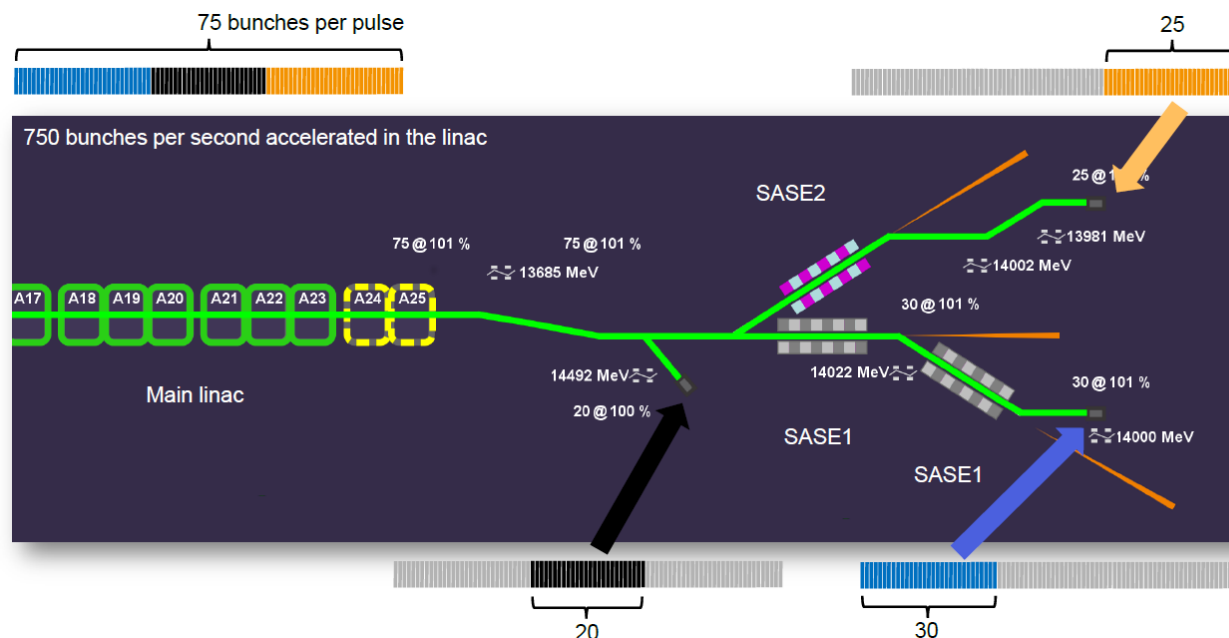 75 bunches per pulse
25
750 bunches per second accelerated in the linac
SASE2
25 @
%
75 @ 101 %
75 @ 101 %
13685 MeV
13981 MeV
14002 MeV
A17
A18
A19
A20
A21
A22
A23
A24
A25
30 @ 101 %
14492 MeV
14022 MeV
30 @ 101 %
Main linac
20 @ 100 %
SASE1
14000 MeV
SASE1
20
30